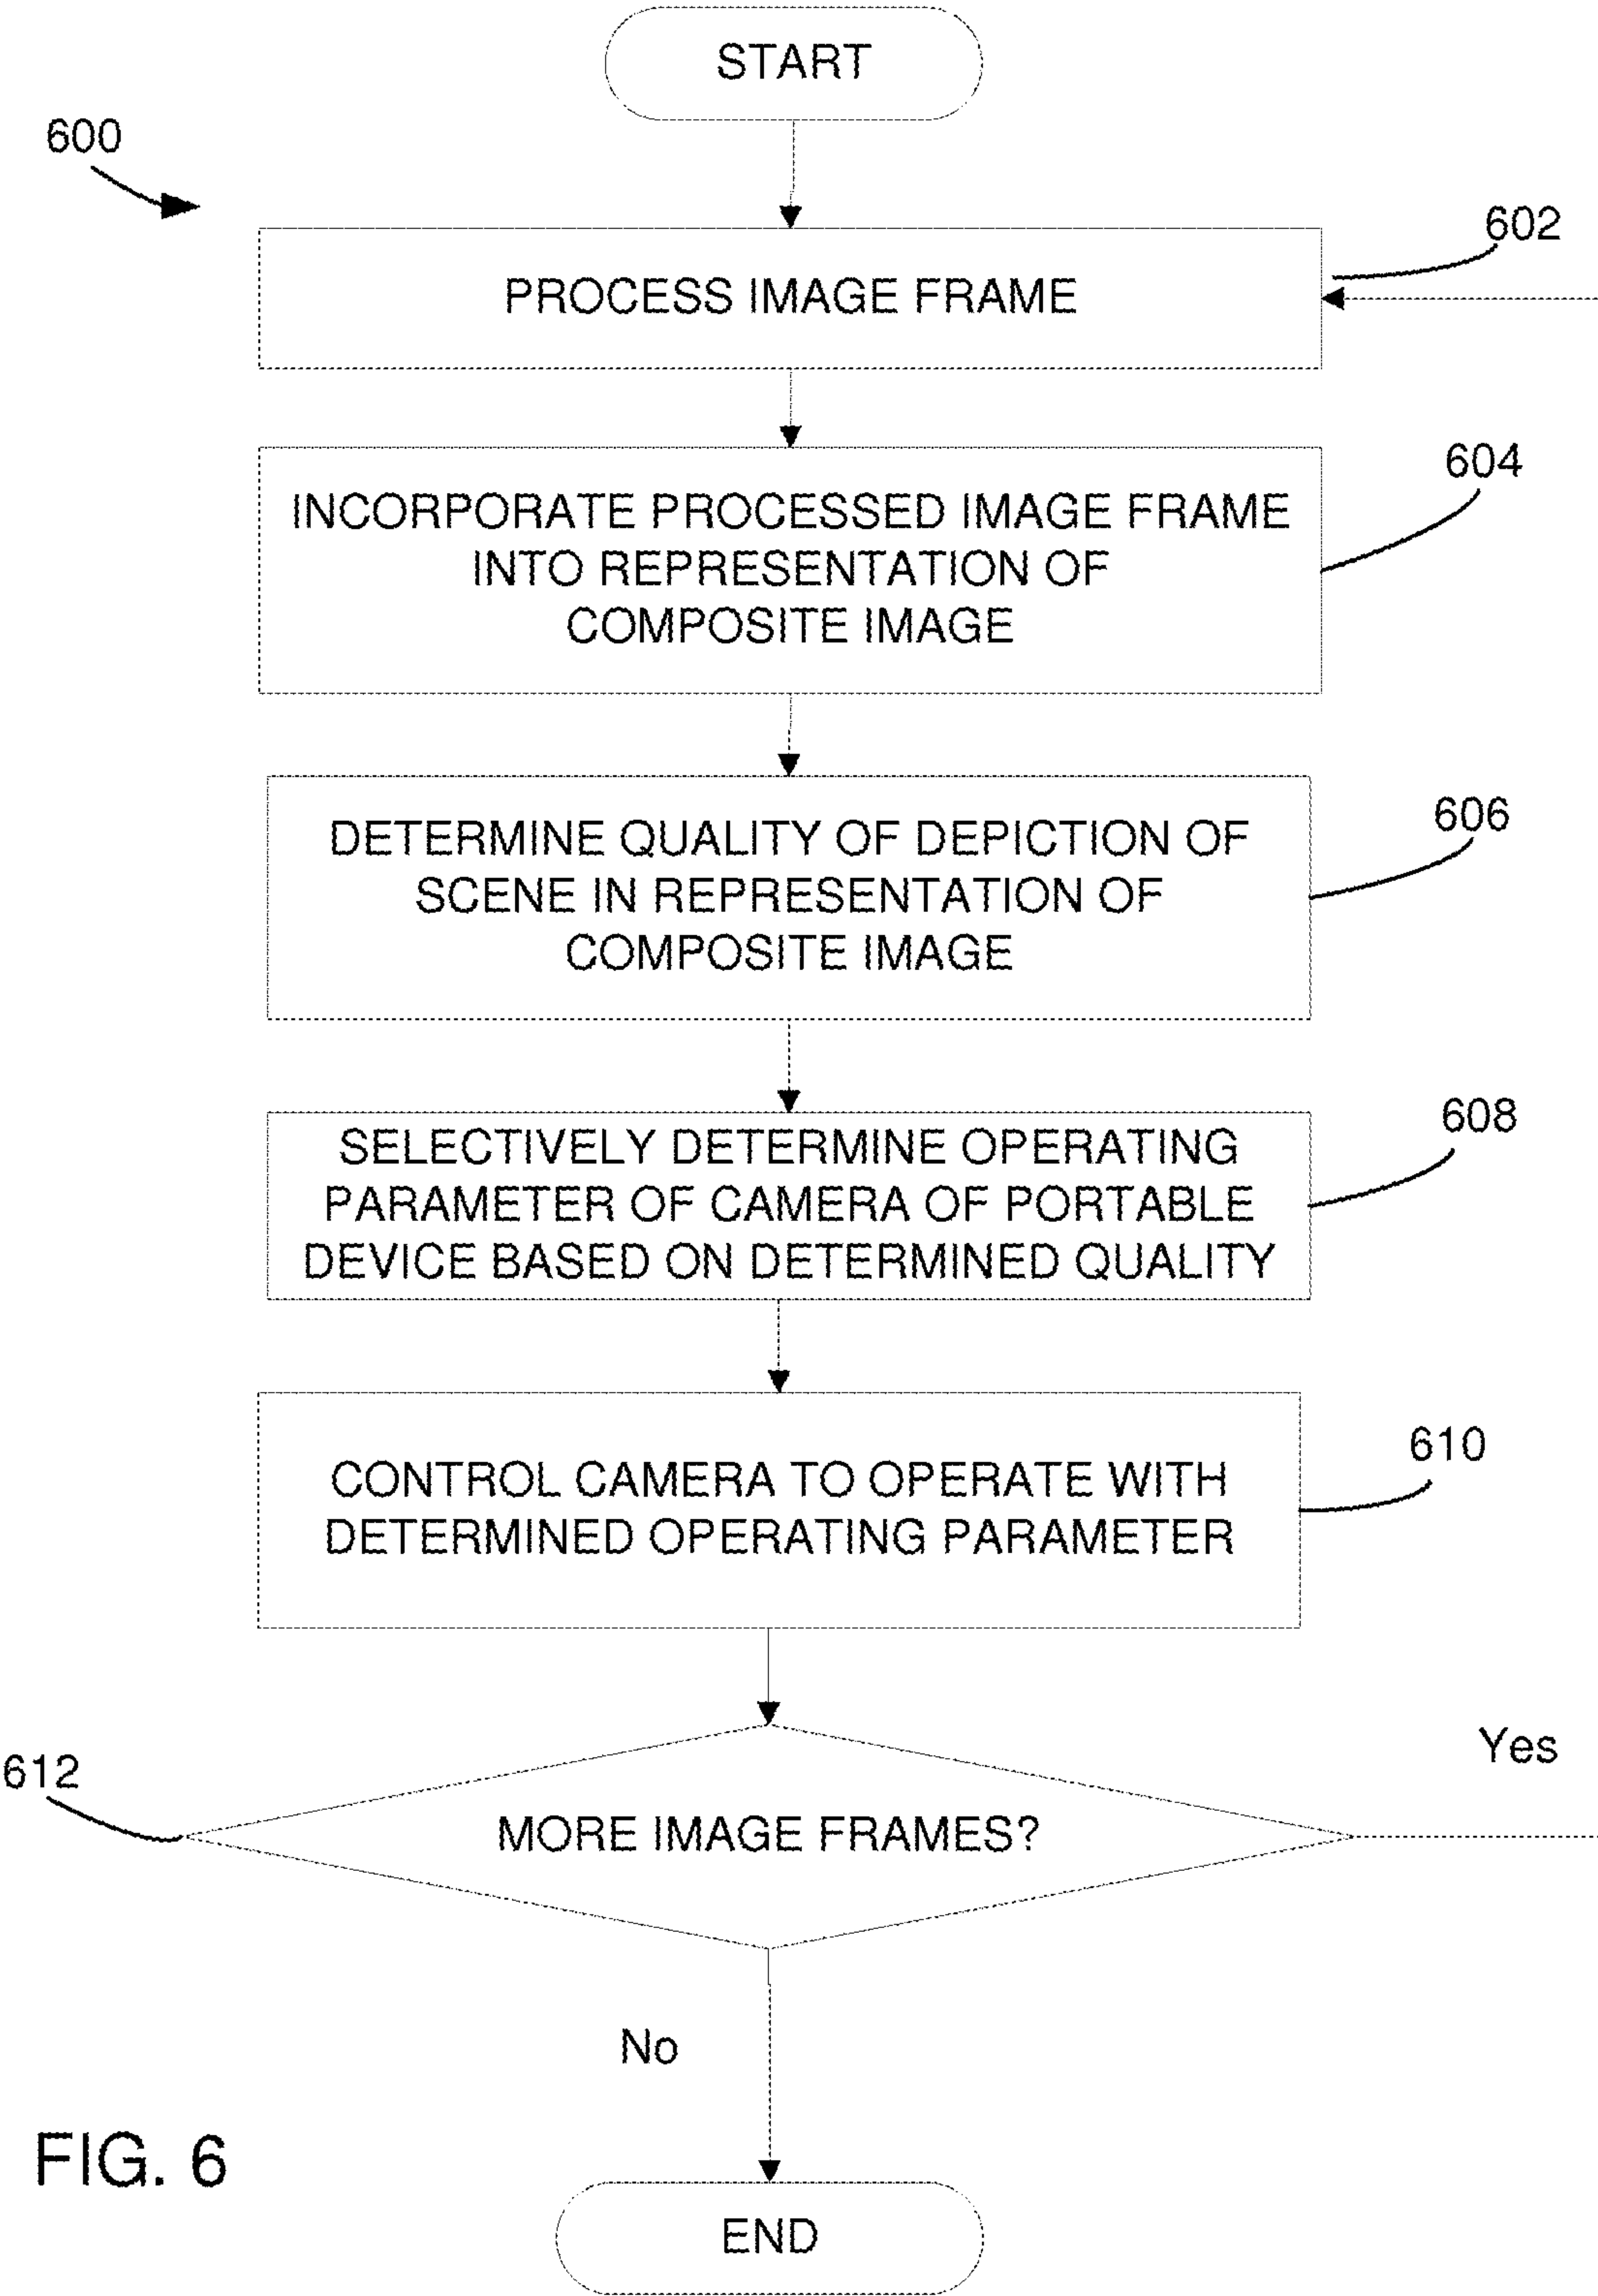 START
600
602
PROCESS IMAGE FRAME
604
INCORPORATE PROCESSED IMAGE FRAME
INTO REPRESENTATION OF
COMPOSITE IMAGE
606
DETERMINE QUALITY OF DEPICTION OF
SCENE IN REPRESENTATION OF
COMPOSITE IMAGE
608
SELECTIVELY DETERMINE OPERATING
PARAMETER OF CAMERA OF PORTABLE
DEVICE BASED ON DETERMINED QUALITY
610
CONTROL CAMERA TO OPERATE WITH
DETERMINED OPERATING PARAMETER
612
MORE IMAGE FRAMES?
Yes
No
FIG. 6
END